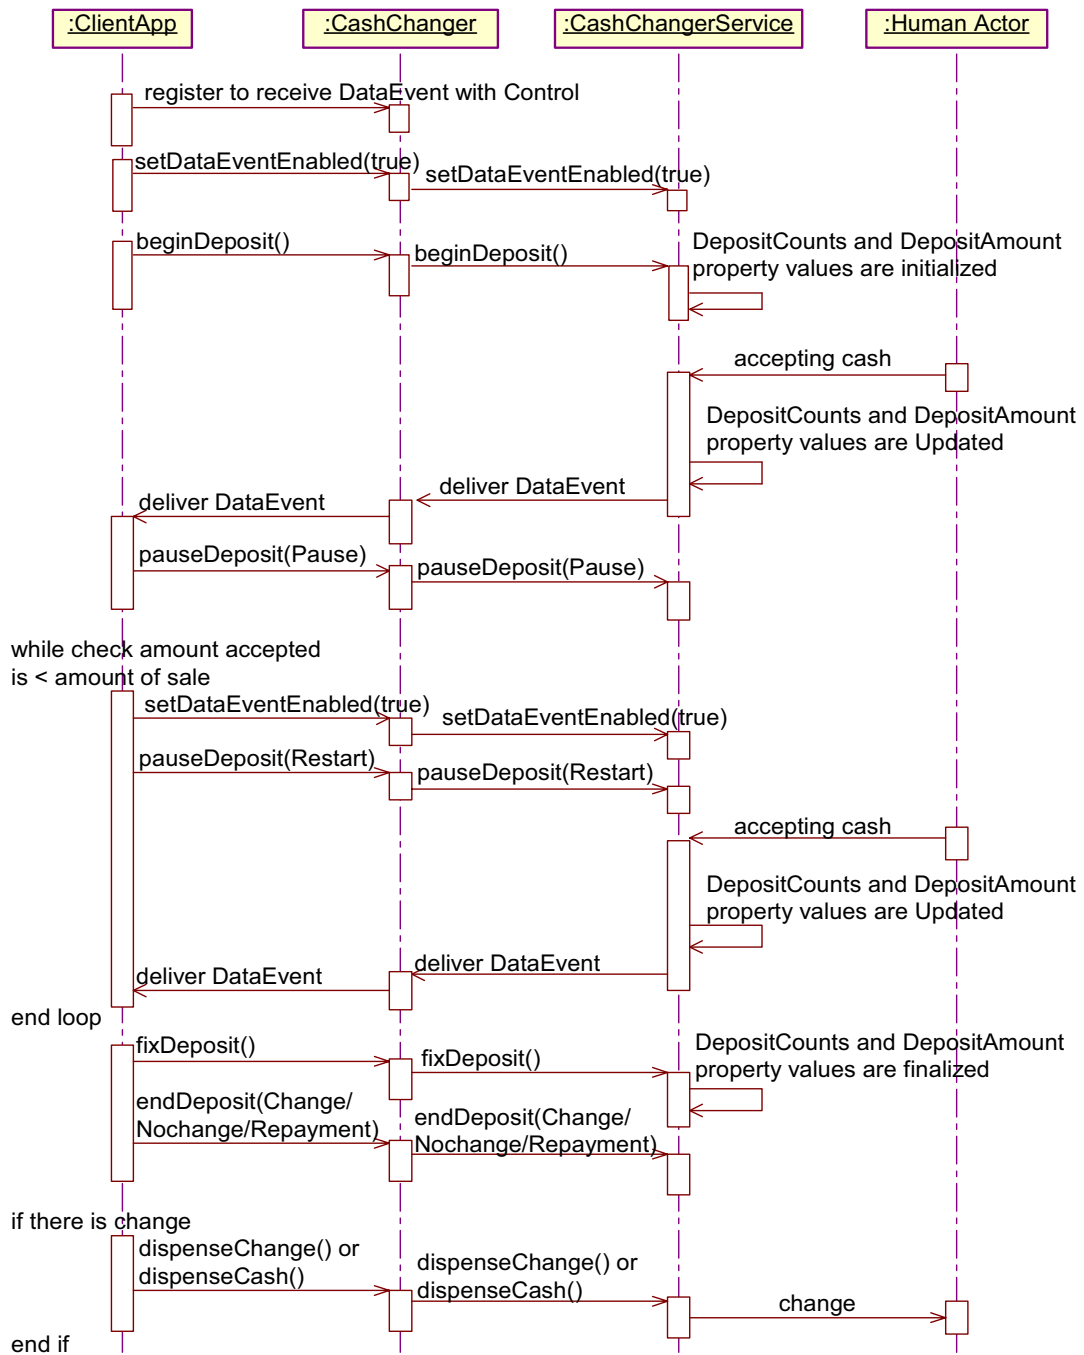 :ClientApp
:CashChanger
:CashChangerService
:Human Actor
register to receive DataEvent with Control
setDataEventEnabled(true)
setDataEventEnabled(true)
beginDeposit()
beginDeposit()
DepositCounts and DepositAmount
property values are initialized
accepting cash
DepositCounts and DepositAmount
property values are Updated
deliver DataEvent
deliver DataEvent
pauseDeposit(Pause)
pauseDeposit(Pause)
while check amount accepted
is < amount of sale
setDataEventEnabled(true)
setDataEventEnabled(true)
pauseDeposit(Restart)
pauseDeposit(Restart)
accepting cash
DepositCounts and DepositAmount
property values are Updated
deliver DataEvent
deliver DataEvent
end loop
fixDeposit()
fixDeposit()
DepositCounts and DepositAmount
property values are finalized
endDeposit(Change/
Nochange/Repayment)
endDeposit(Change/
Nochange/Repayment)
if there is change
dispenseChange() or
dispenseCash()
dispenseChange() or
dispenseCash()
change
end if